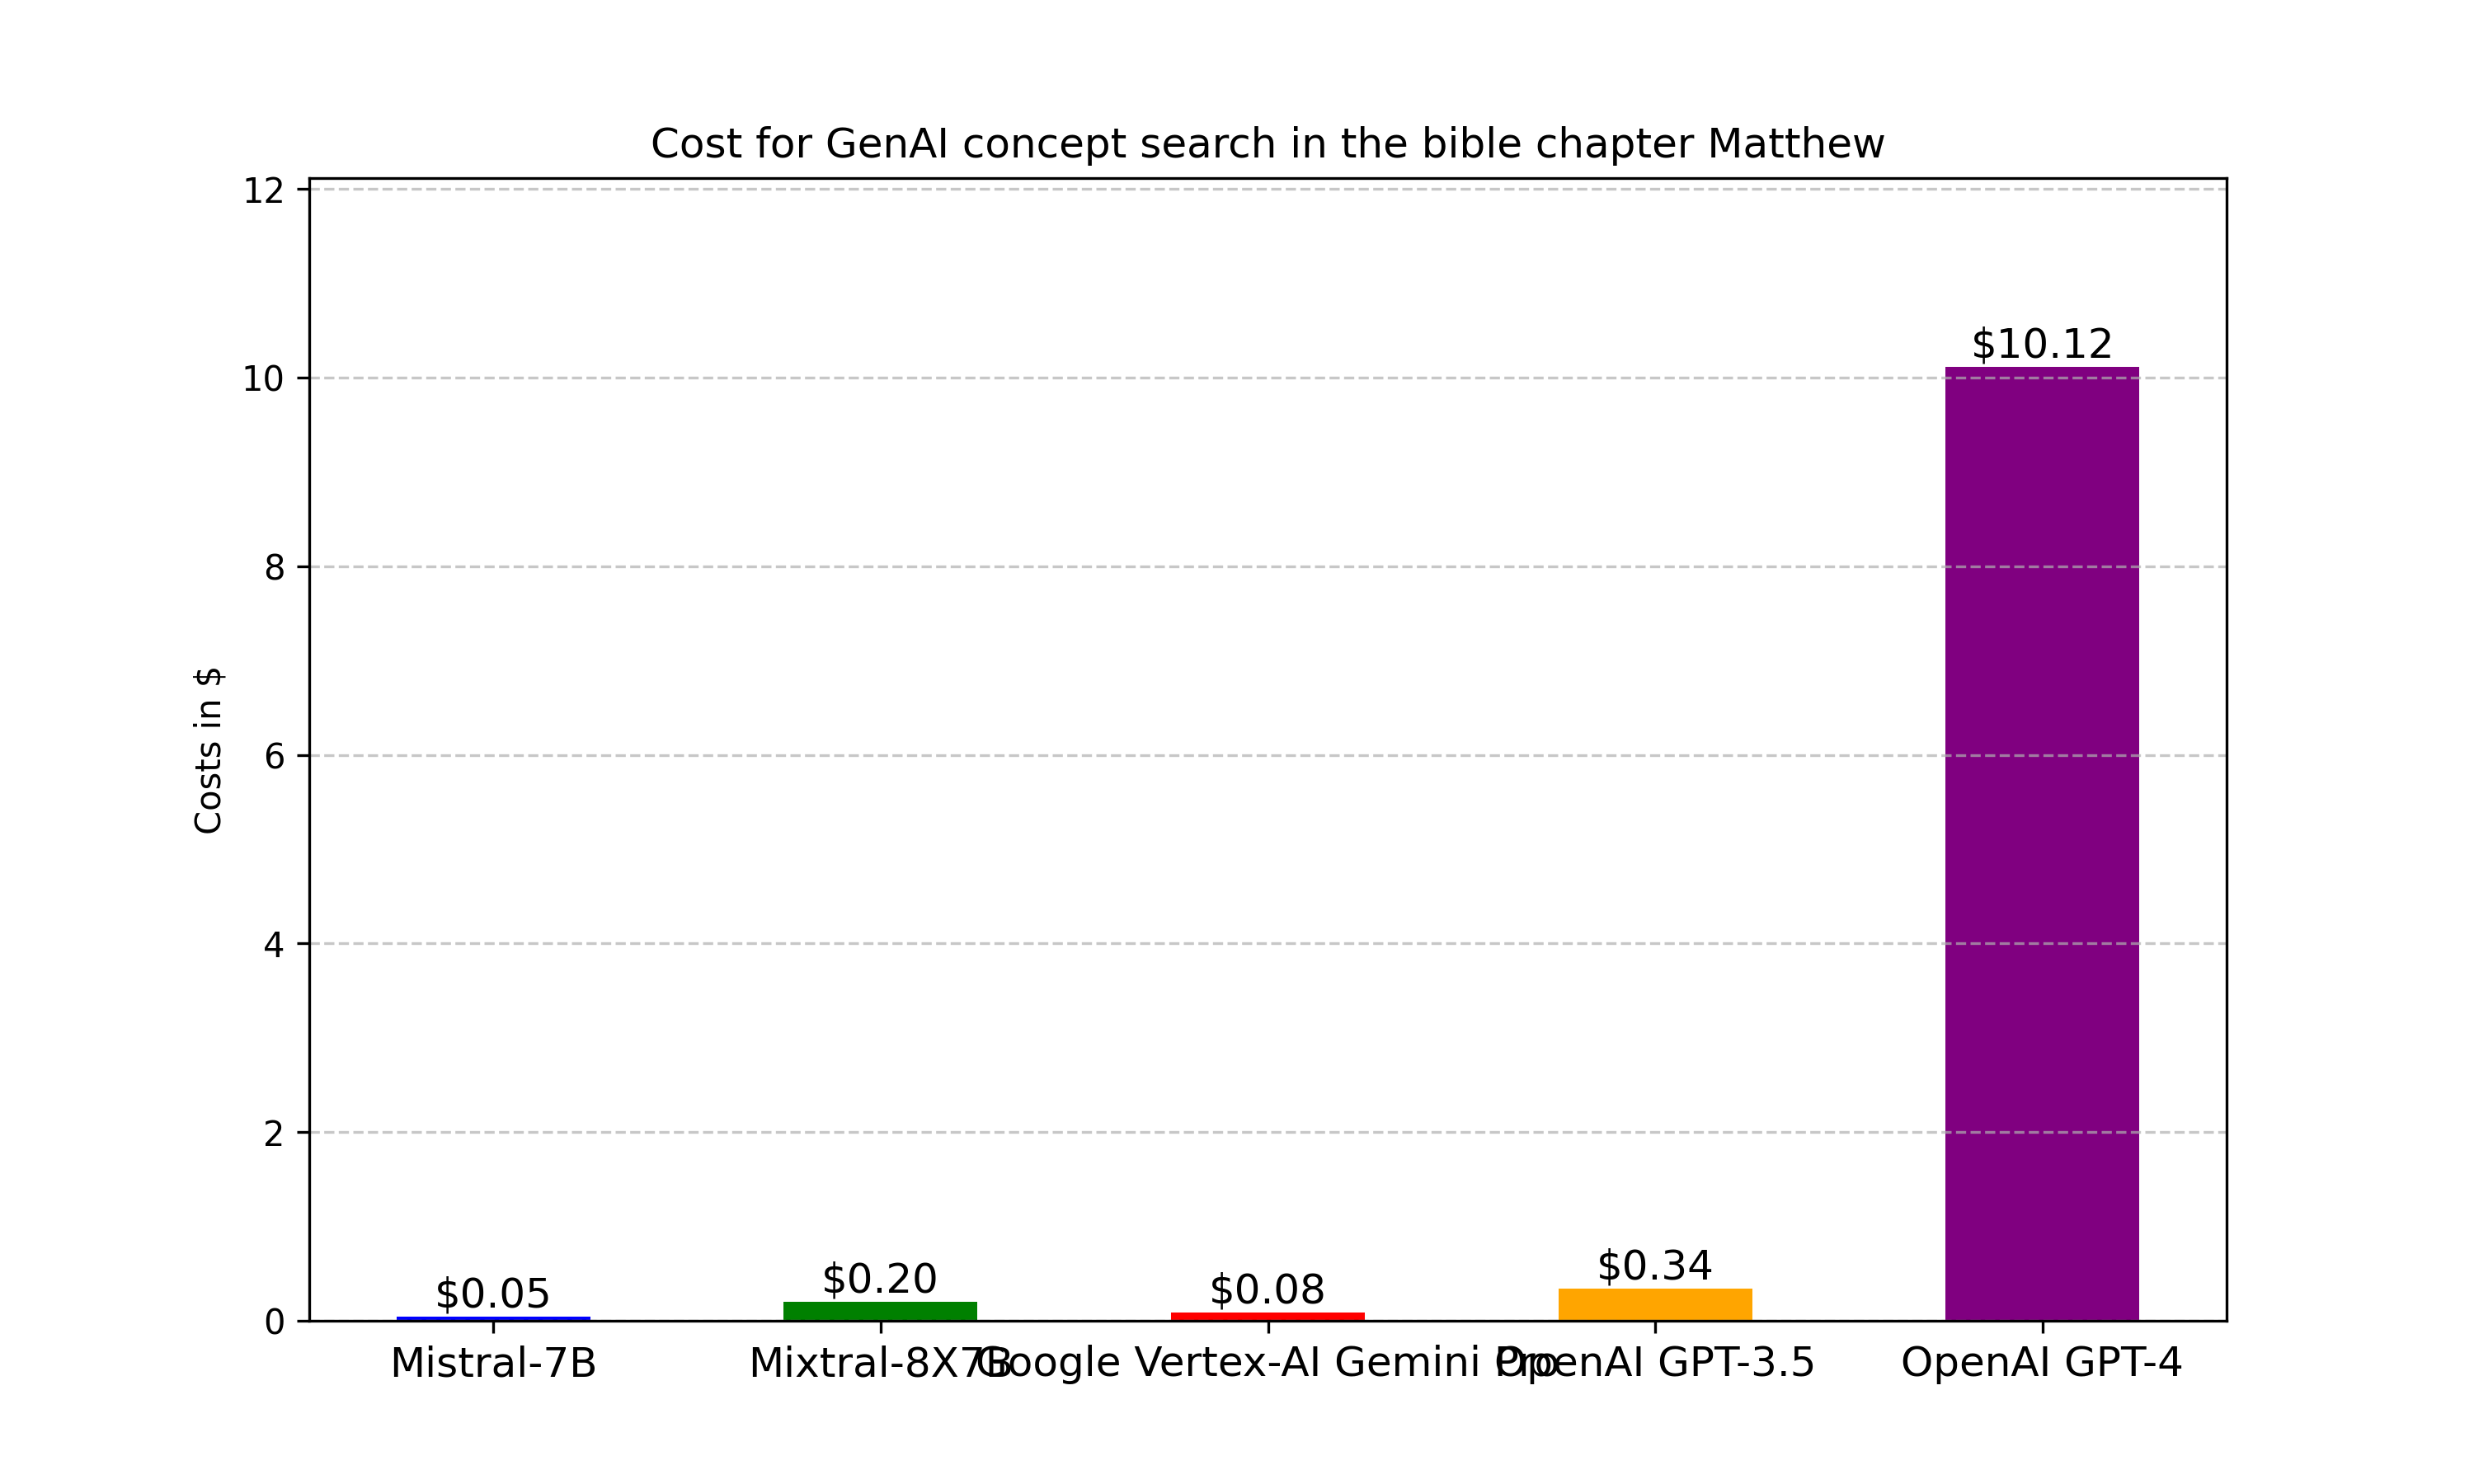 Cost for GenAI concept search in the bible chapter Matthew
12
10
8
6
4
2
0
Costs in $
$0.05
$0.20
$0.08
$0.34
$10.12
Mistral-7B
Mixtral-8X7B
Google Vertex-AI Gemini Pro
OpenAI GPT-3.5
OpenAI GPT-4